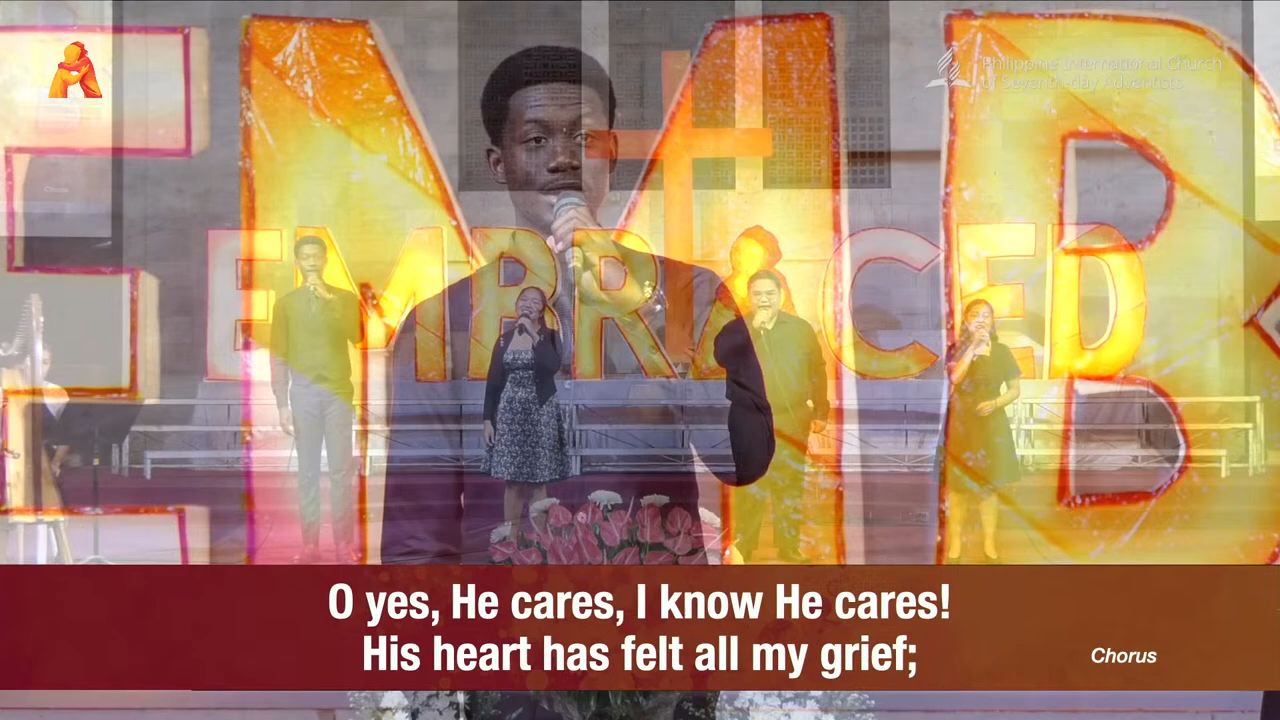 Philippine International Church
of Seventh-day Adventists
EMB
EMBRACED
O yes, He cares, I know He cares!
His heart has felt all my grief;
Chorus